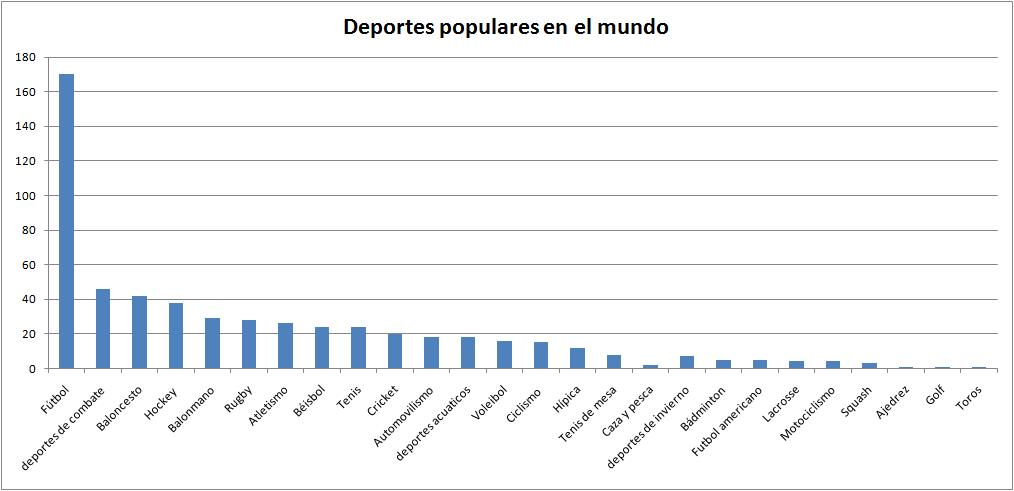 Deportes populares en el mundo
180
160
140
120
100
80
60
40
20
0
Fútbol
deportes de combate
Baloncesto
Hockey
Balonmano
Rugby
Atletismo
Béisbol
Tenis
Cricket
Automovilismo
deportes acuaticos
Voleibol
Ciclismo
Hípica
Tenis de mesa
Caza y pesca
deportes de invierno
Bádminton
Futbol americano
Lacrosse
Motociclismo
Squash
Ajedrez
Golf
Toros